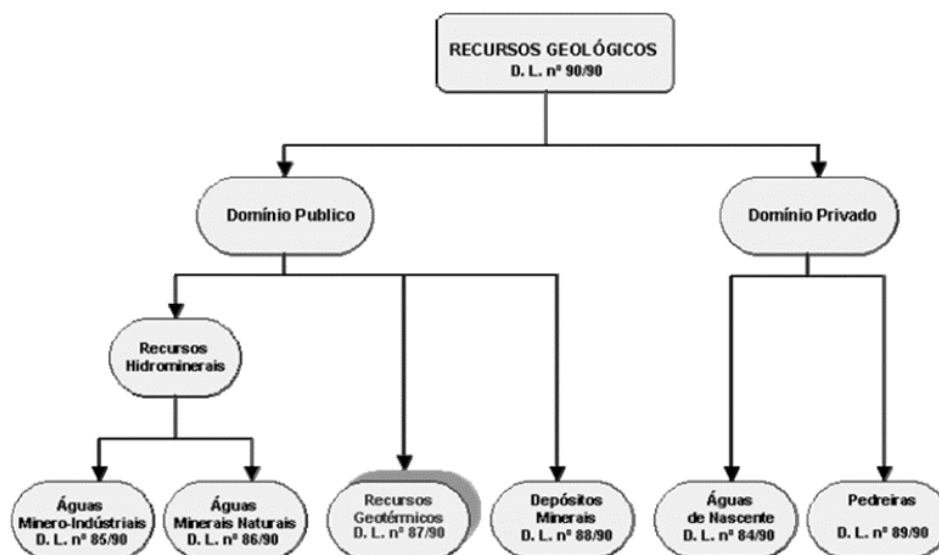 RECURSOS GEOLÓGICOS
D. L. nº 90/90
Domínio Publico
Domínio Privado
Recursos
Hidrominerais
Águas
Minero-Indústriais
D. L. nº 85/90
Águas
Minerais Naturais
D. L. nº 86/90
Recursos
Geotérmicos
D. L. nº 87/90
Depósitos
Minerais
D. L. nº 88/90
Águas
de Nascente
D. L. nº 84/90
Pedreiras
D. L. nº 89/90